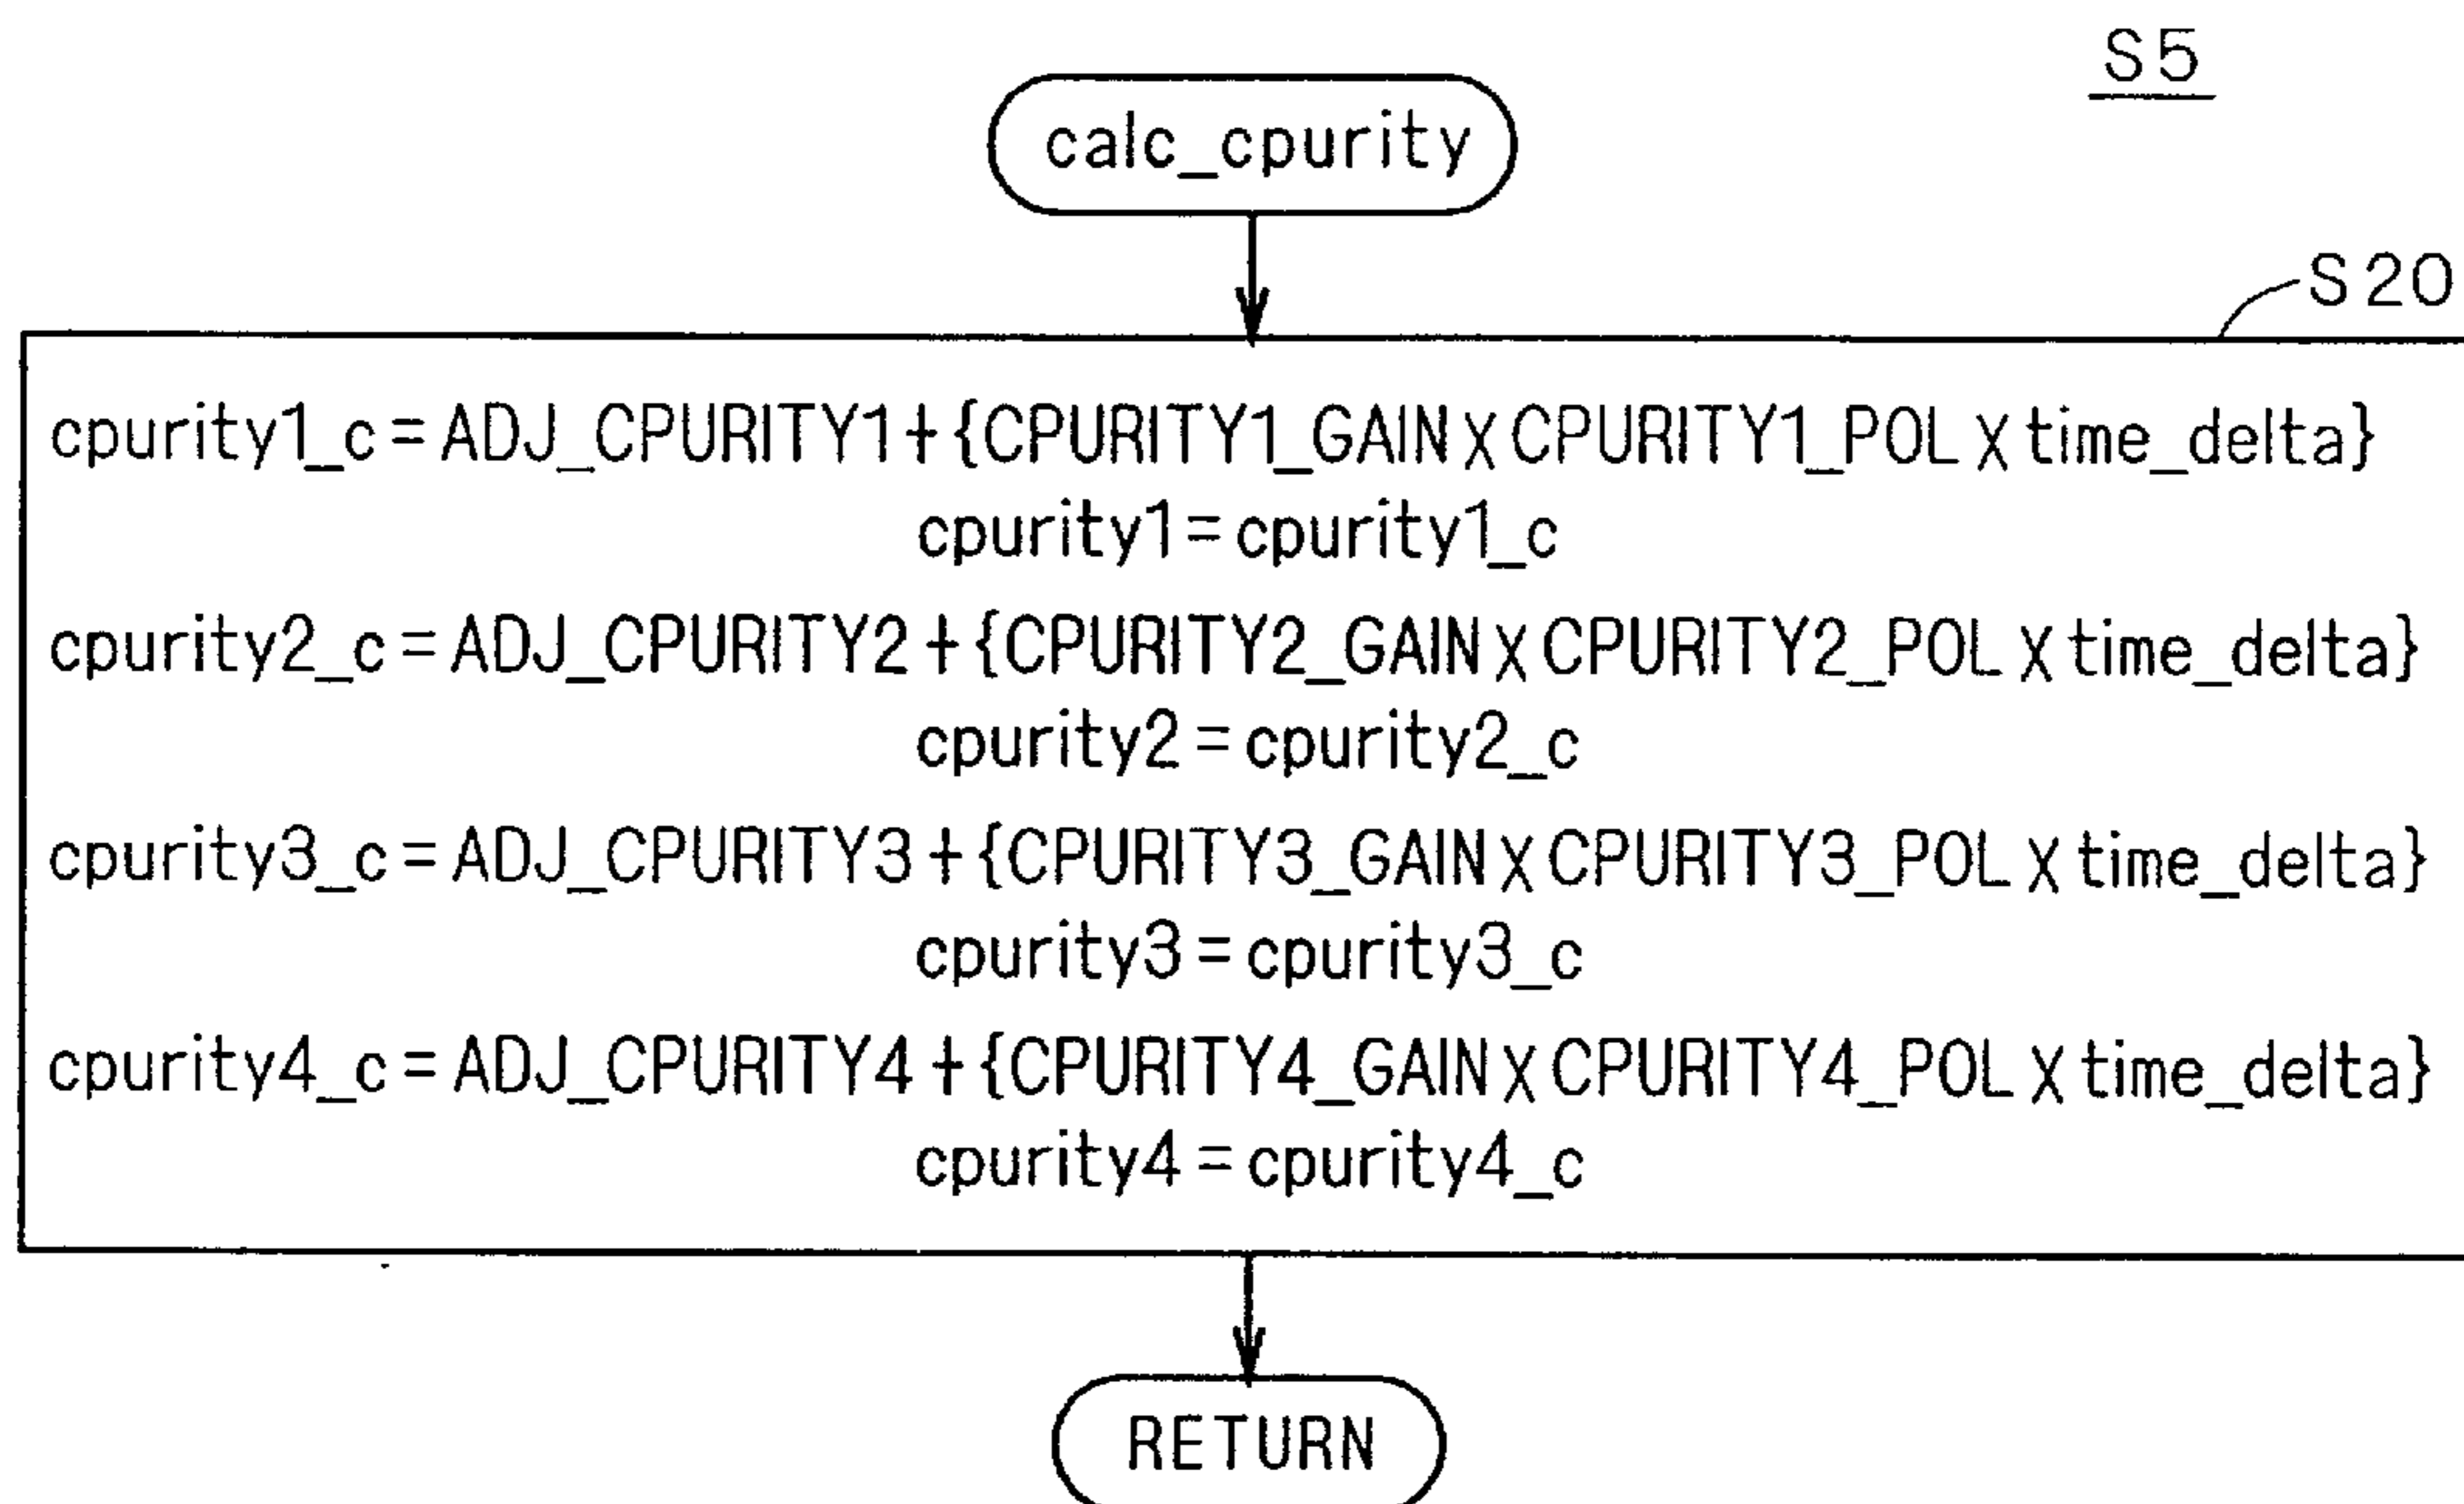 S5
calc_cpurity
S20
cpurity1_c=ADJ_CPURITY1+{CPURITY1_GAIN×CPURITY1_POL×time_delta}
cpurity1=cpurity1_c
cpurity2_c=ADJ_CPURITY2+{CPURITY2_GAIN×CPURITY2_POL×time_delta}
cpurity2=cpurity2_c
cpurity3_c=ADJ_CPURITY3+{CPURITY3_GAIN×CPURITY3_POL×time_delta}
cpurity3=cpurity3_c
cpurity4_c=ADJ_CPURITY4+{CPURITY4_GAIN×CPURITY4_POL×time_delta}
cpurity4=cpurity4_c
RETURN